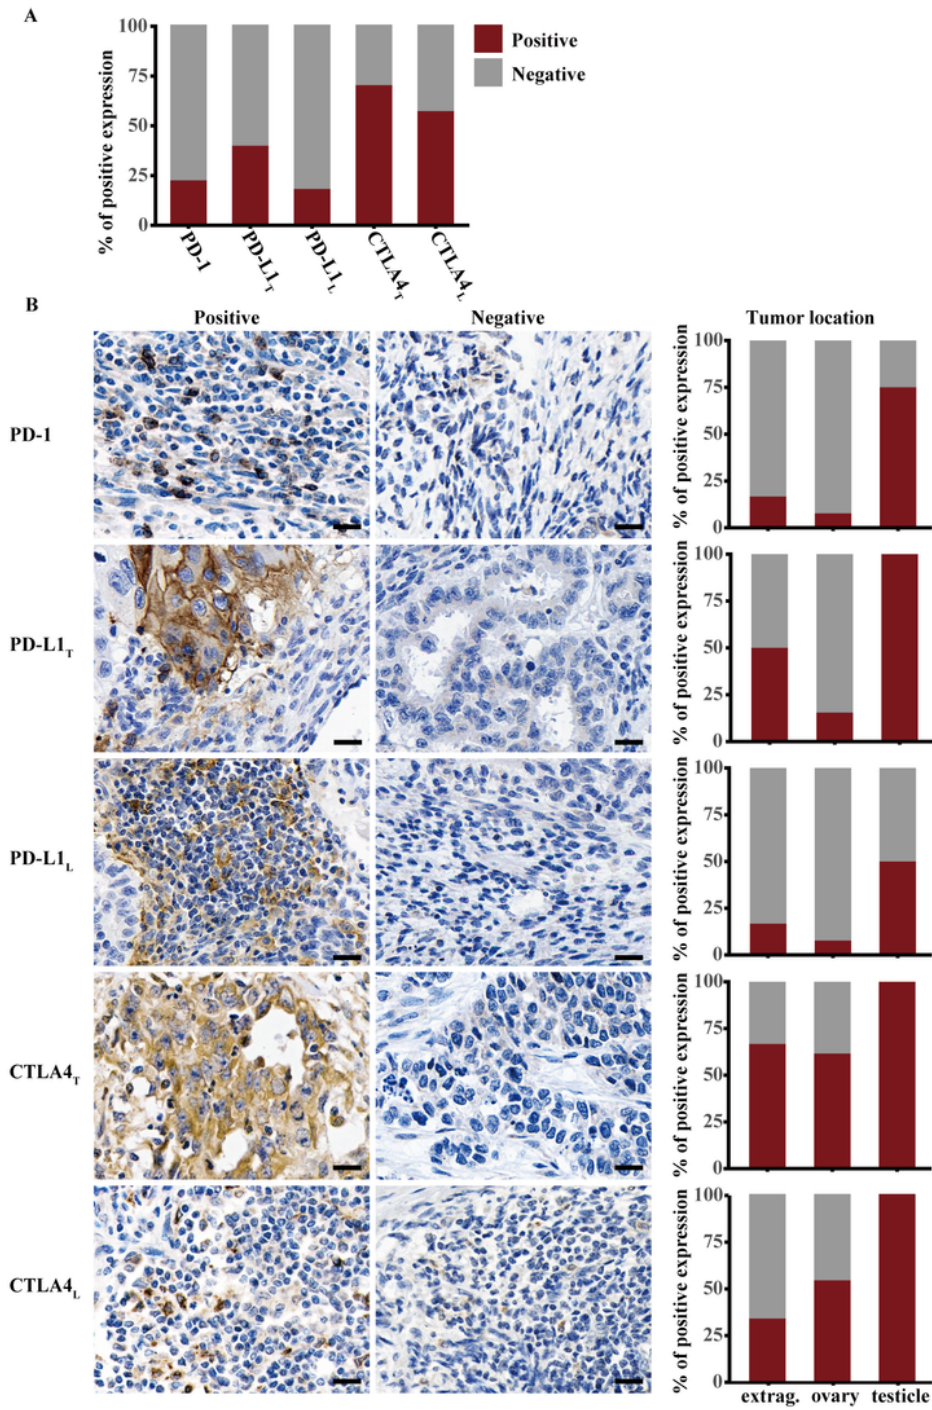 A
% of positive expression
100
75
50
25
0
Positive
Negative
PD-1
PD-L1T
PD-L1L
CTLA4T
CTLA4L
B
Positive
Negative
Tumor location
PD-1
% of positive expression
100
75
50
25
0
PD-L1T
% of positive expression
100
75
50
25
0
PD-L1L
% of positive expression
100
75
50
25
0
CTLA4T
% of positive expression
100
75
50
25
0
CTLA4L
% of positive expression
100
75
50
25
0
extrag. ovary testicle